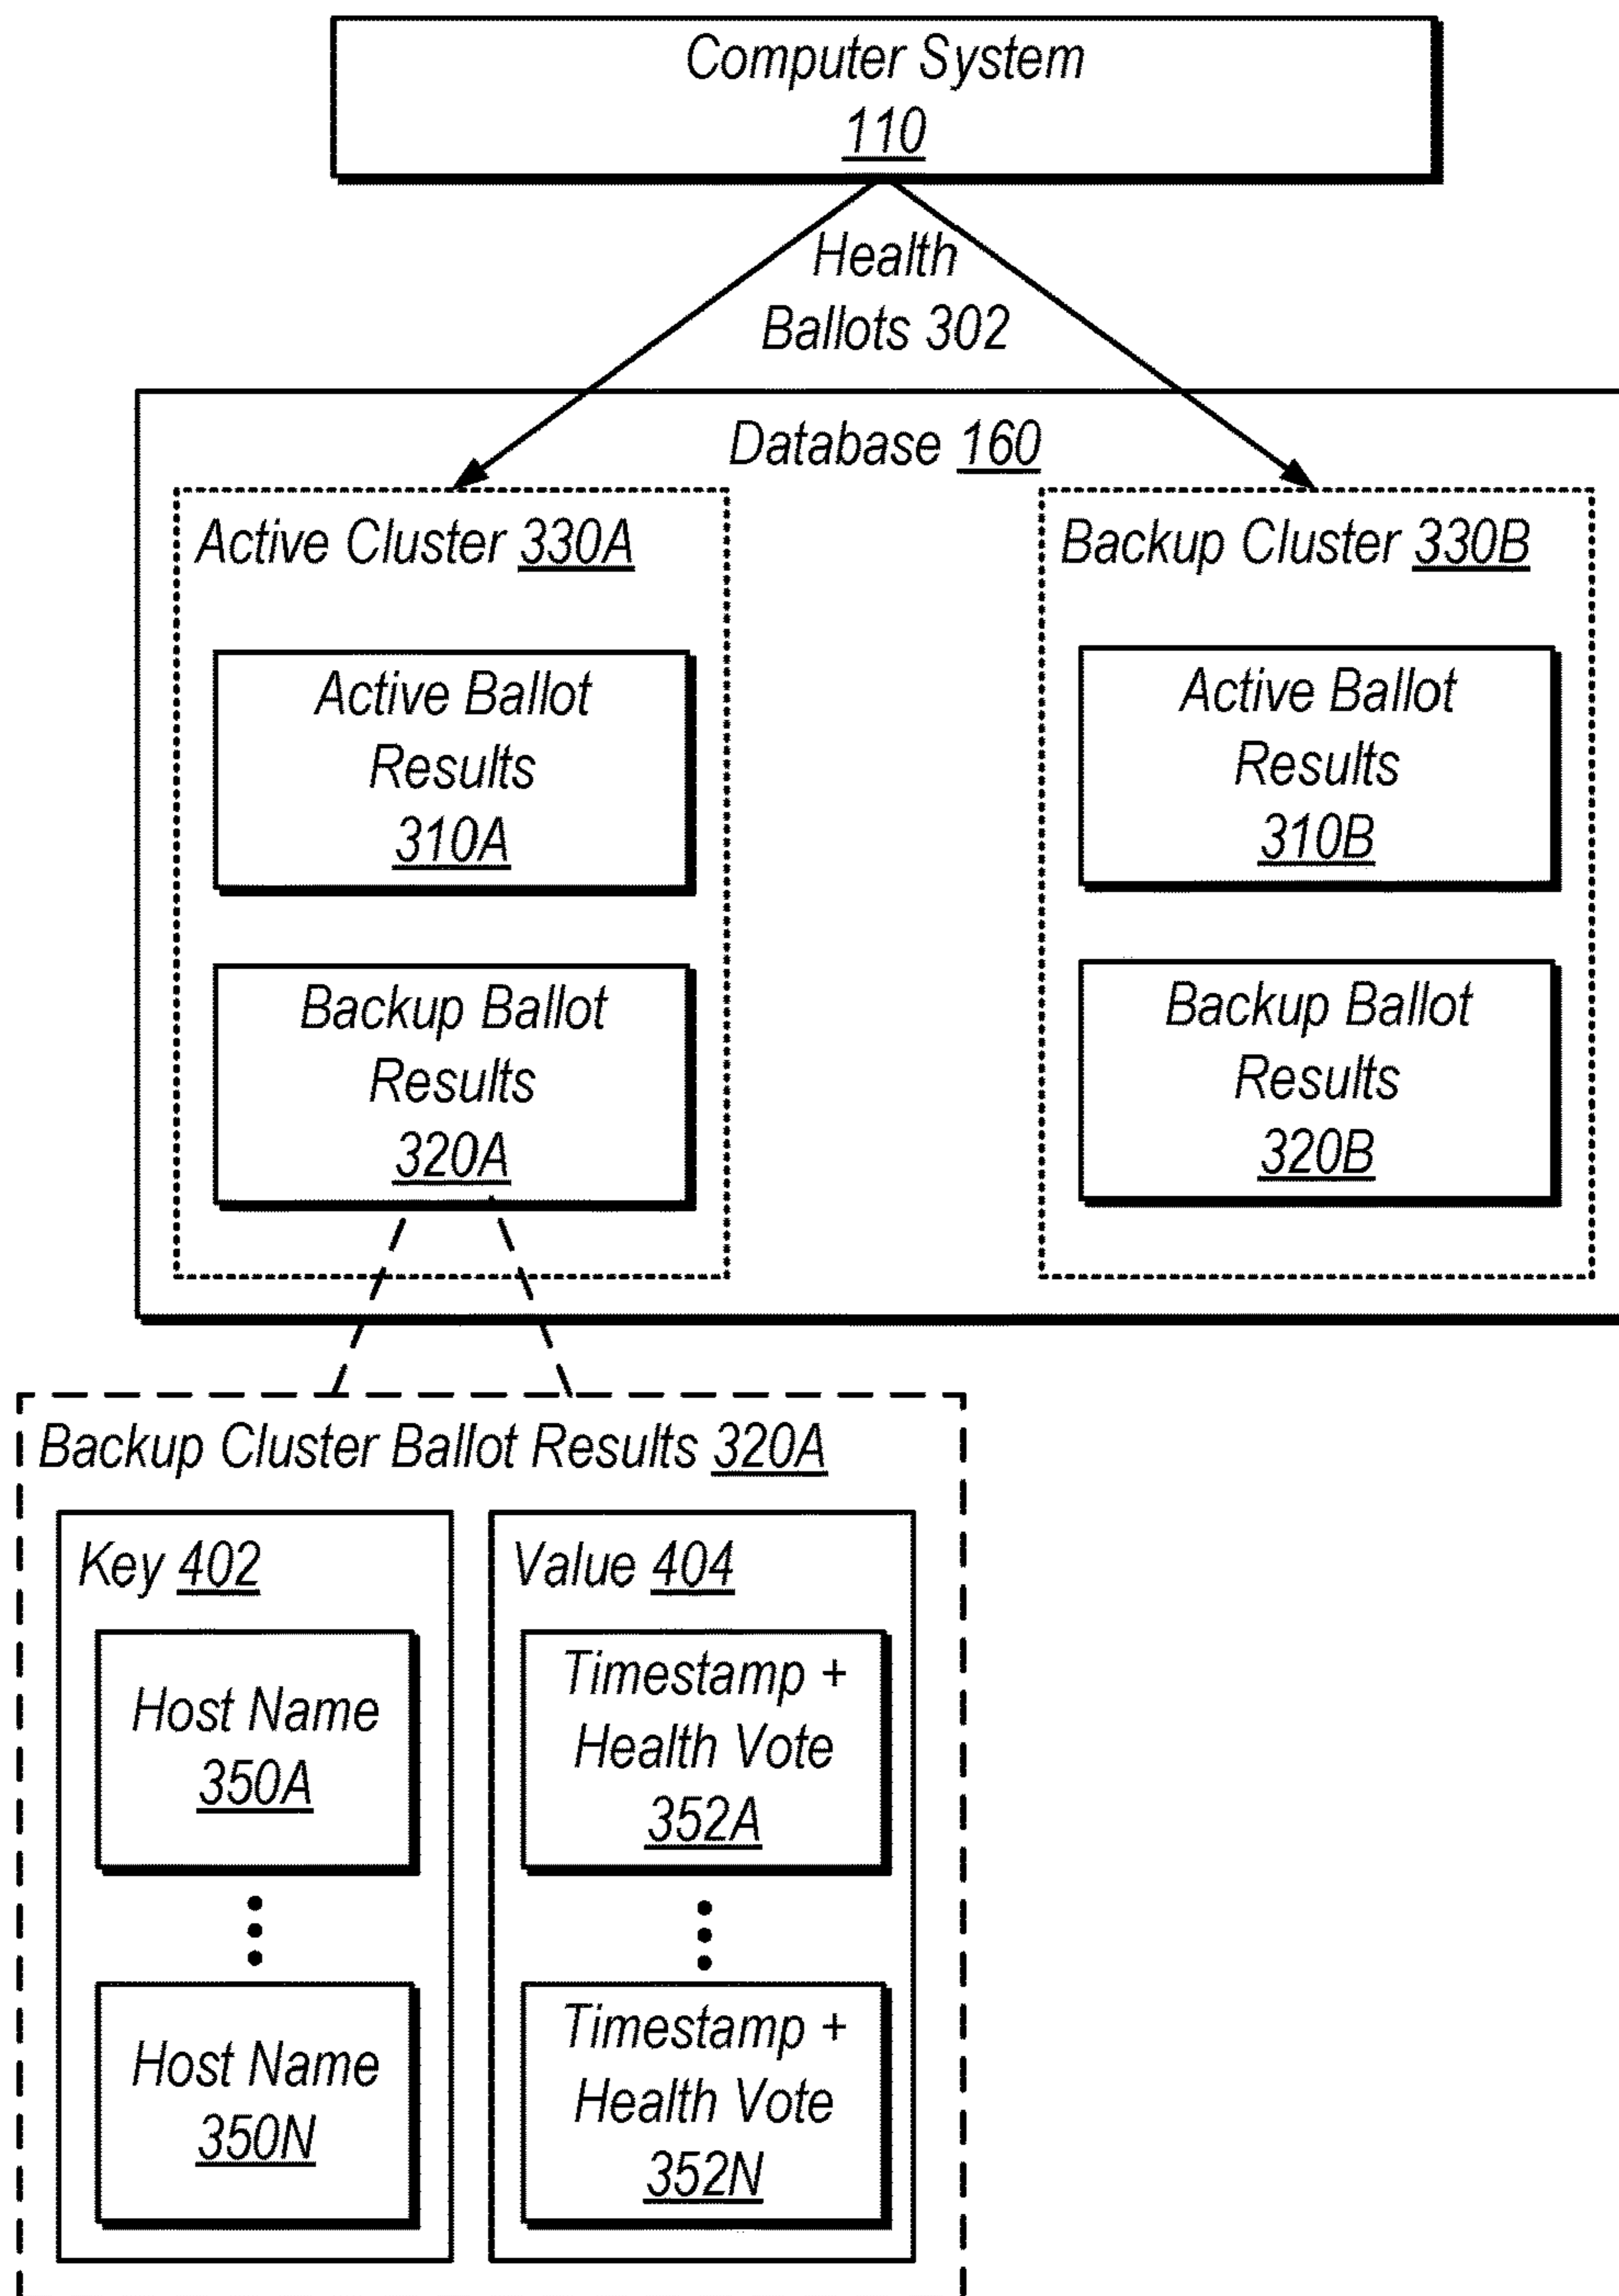 Computer System
110
Health
Ballots 302
Database 160
Active Cluster 330A
Active Ballot
Results
310A
Backup Ballot
Results
320A
Backup Cluster 330B
Active Ballot
Results
310B
Backup Ballot
Results
320B
Backup Cluster Ballot Results 320A
Key 402
Host Name
350A
Host Name
350N
Value 404
Timestamp +
Health Vote
352A
Timestamp +
Health Vote
352N